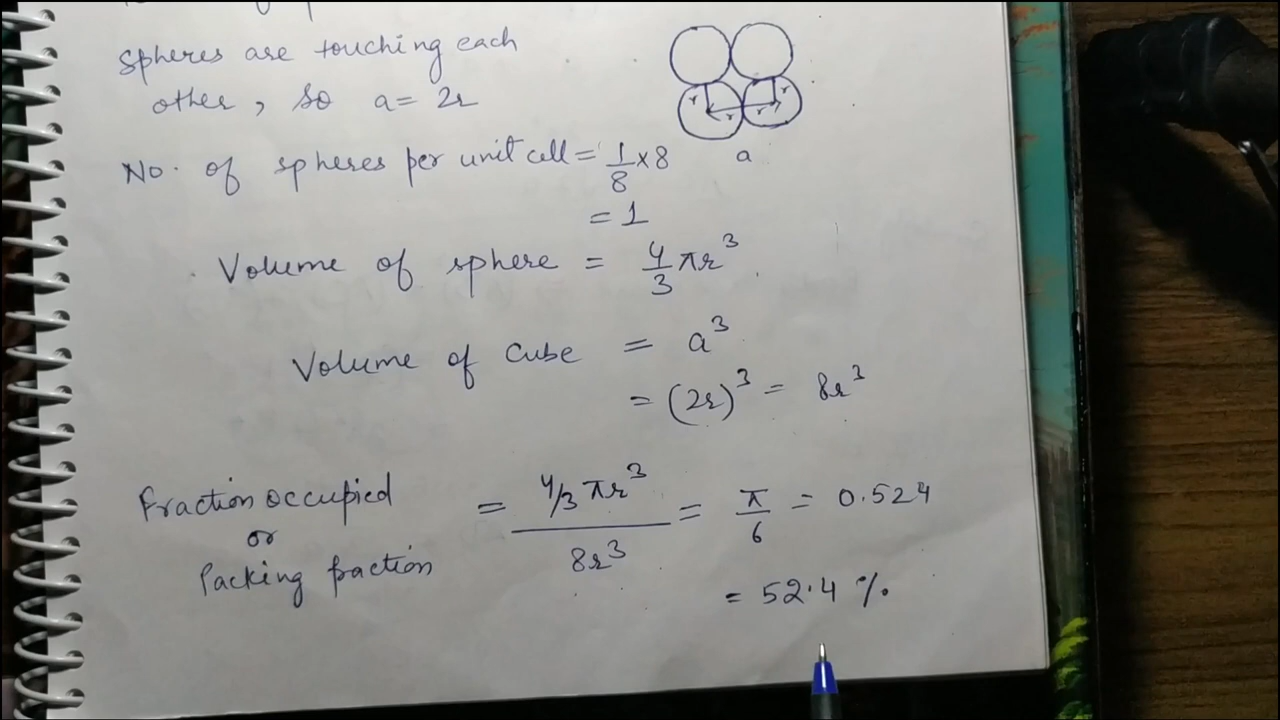 spheres are touching each
other, so a = 2r
r r r r
No. of spheres per unit cell = 1/8 × 8
a
= 1
Volume of sphere = 4/3 πr³
Volume of cube = a³
= (2r)³ = 8r³
Fraction occupied
or
Packing fraction
= 4/3 πr³ / 8r³ = π/6 = 0.524
= 52.4 %